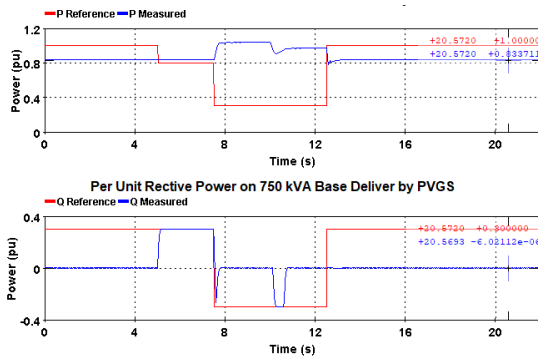 P Reference P Measured
Power (pu)
1.2
0.8
0.4
0
+20.5720 +1.00000
+20.5720 +0.833711
0 4 8 12 16 20
Time (s)
Per Unit Rective Power on 750 kVA Base Deliver by PVGS
Q Reference Q Measured
Power (pu)
0.4
0
-0.4
+20.5720 +0.300000
+20.5693 -6.02112e-06
0 4 8 12 16 20
Time (s)